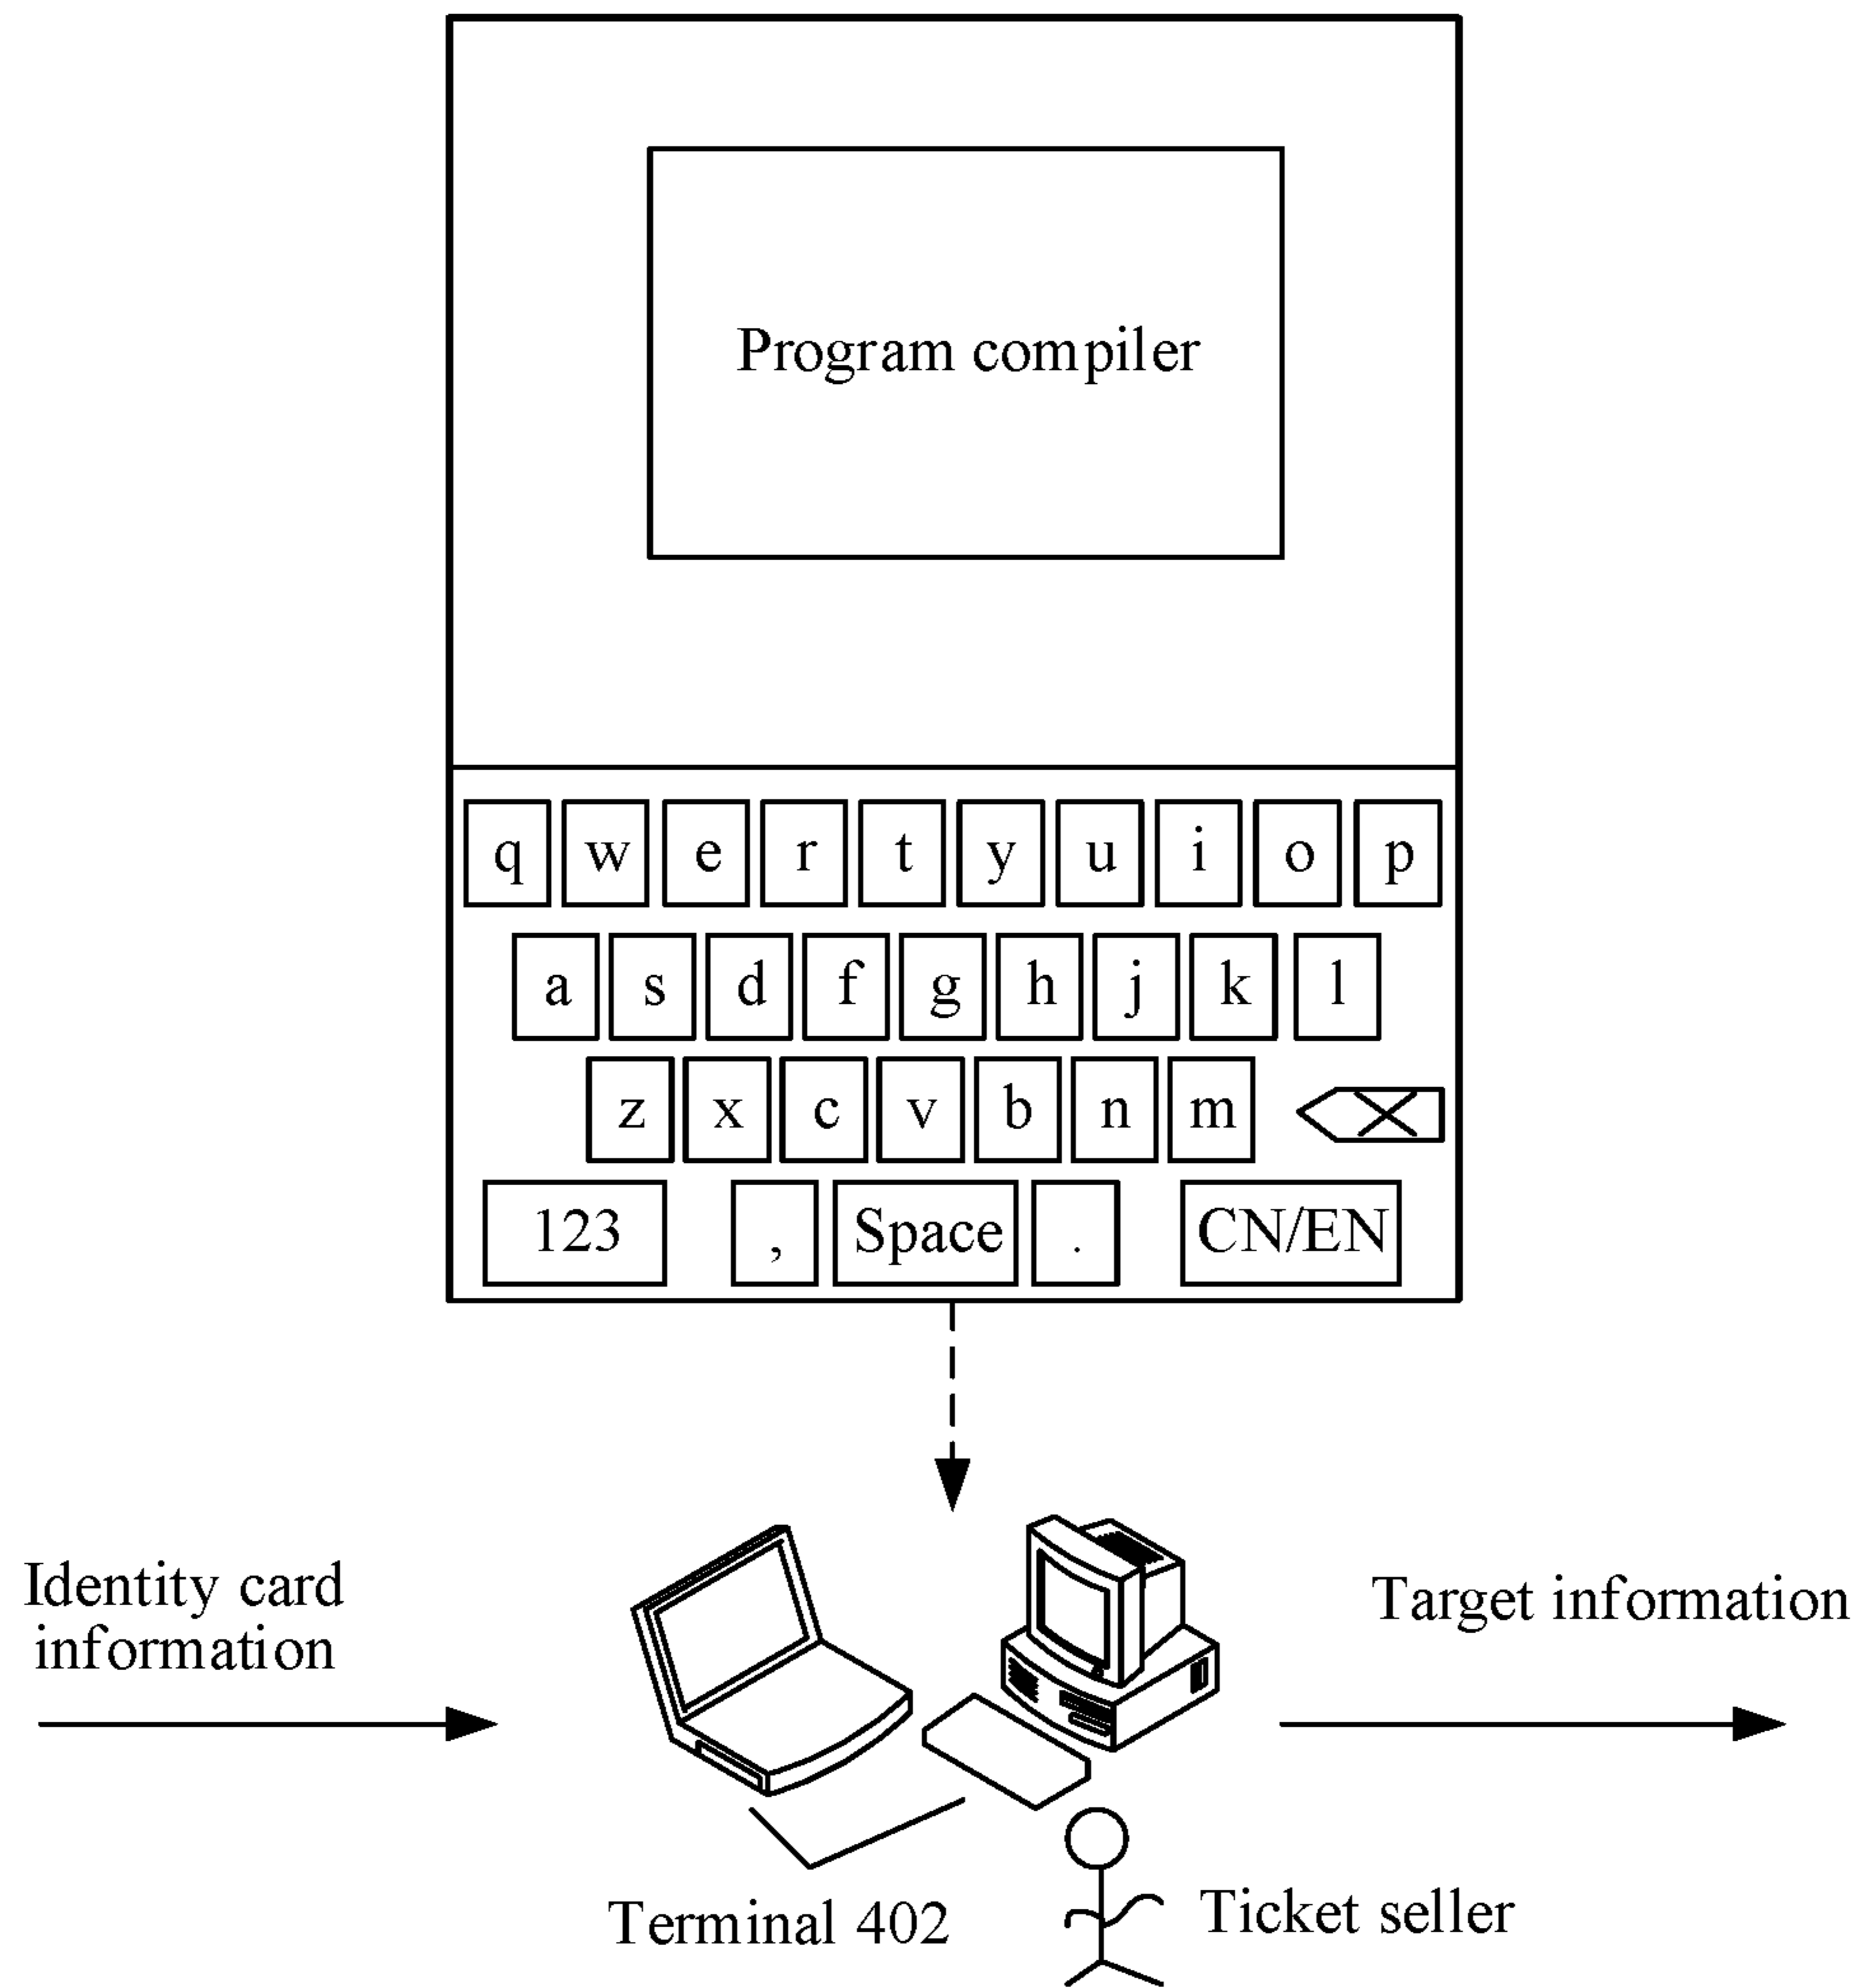 Program compiler
q w e r t y u i o p
a s d f g h j k l
z x c v b n m
123 , Space . CN/EN
Identity card
information
Target information
Terminal 402
Ticket seller